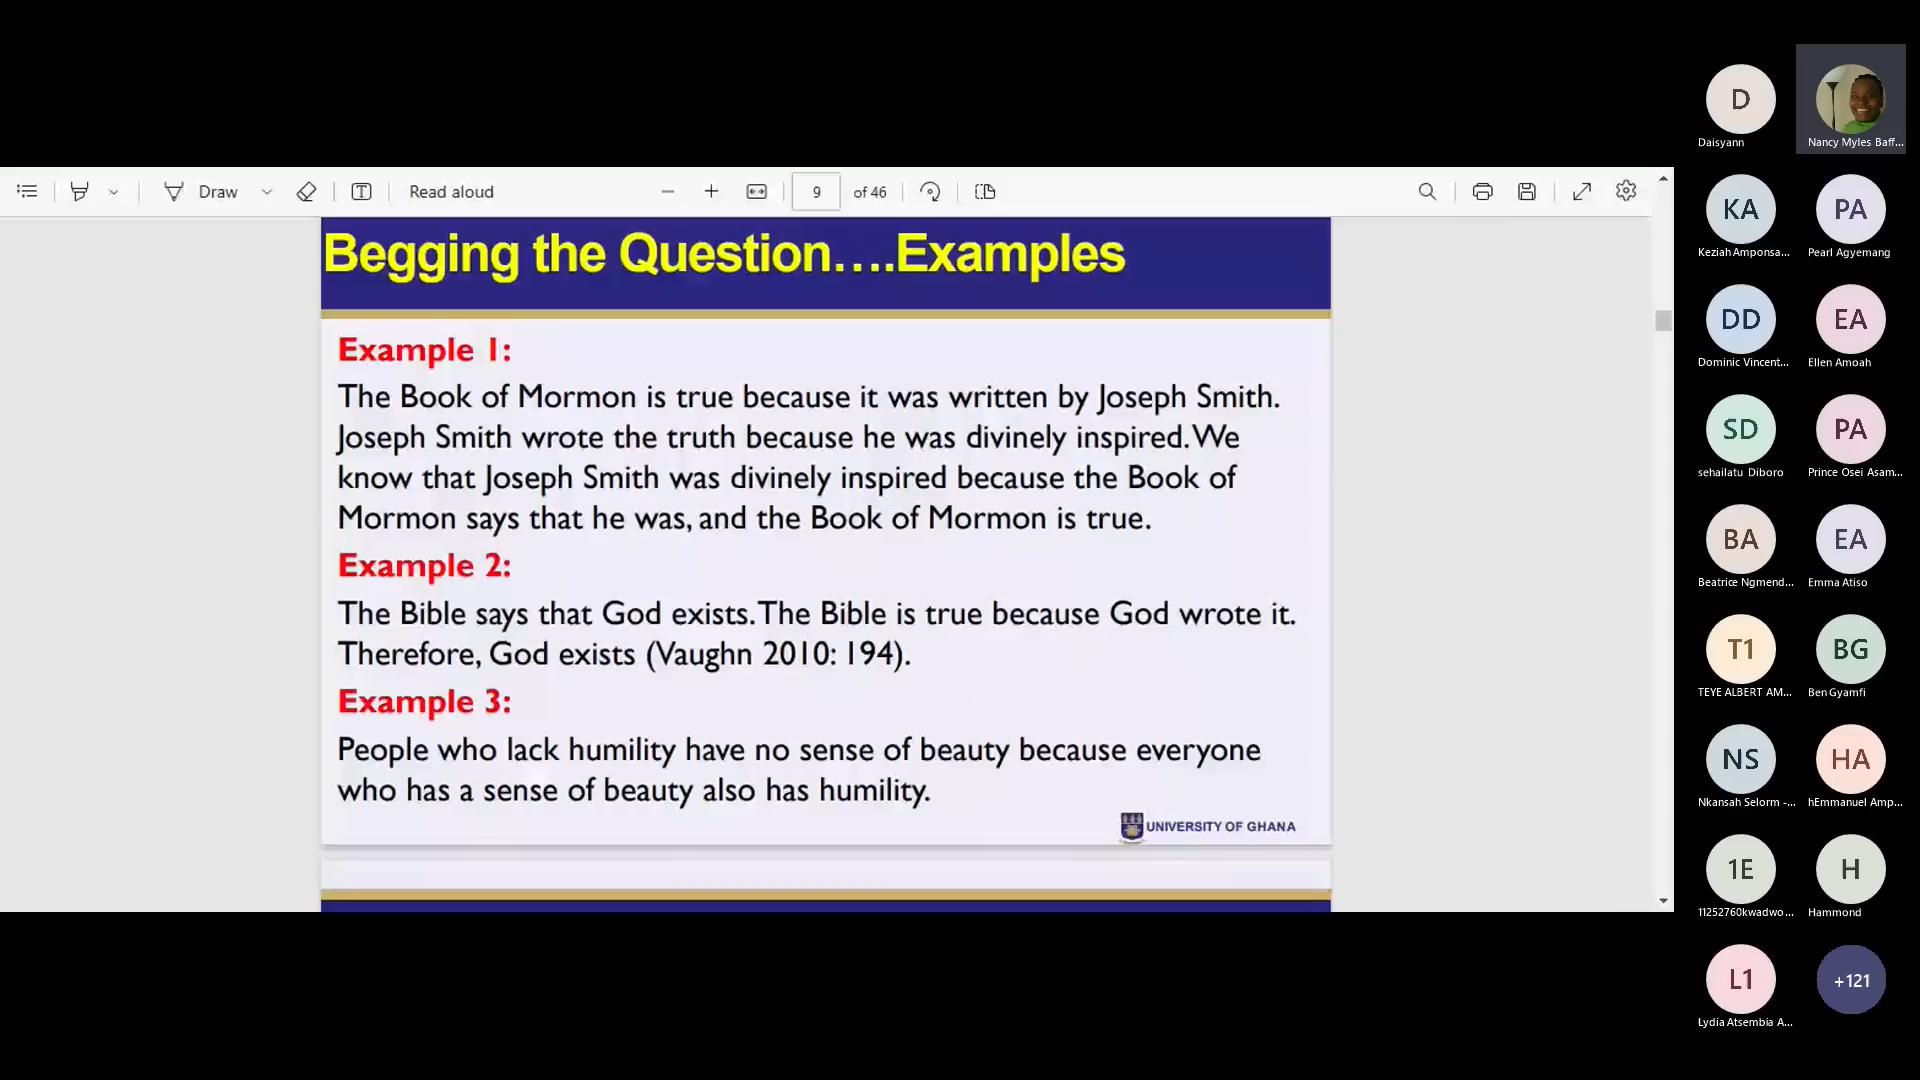 Draw
Read aloud
9 of 46
Begging the Question....Examples
Example 1:
The Book of Mormon is true because it was written by Joseph Smith.
Joseph Smith wrote the truth because he was divinely inspired. We
know that Joseph Smith was divinely inspired because the Book of
Mormon says that he was, and the Book of Mormon is true.
Example 2:
The Bible says that God exists. The Bible is true because God wrote it.
Therefore, God exists (Vaughn 2010: 194).
Example 3:
People who lack humility have no sense of beauty because everyone
who has a sense of beauty also has humility.
UNIVERSITY OF GHANA
D
Daisyann
Nancy Myles Baff...
KA
Keziah Amponsa...
PA
Pearl Agyemang
DD
Dominic Vincent...
EA
Ellen Amoah
SD
sehailatu Diboro
PA
Prince Osei Asam...
BA
Beatrice Ngmend...
EA
Emma Atiso
T1
TEYE ALBERT AM...
BG
Ben Gyamfi
NS
Nkansah Selorm -...
HA
hEmmanuel Amp...
1E
11252760kwadwo...
H
Hammond
L1
Lydia Atsembia A...
+121